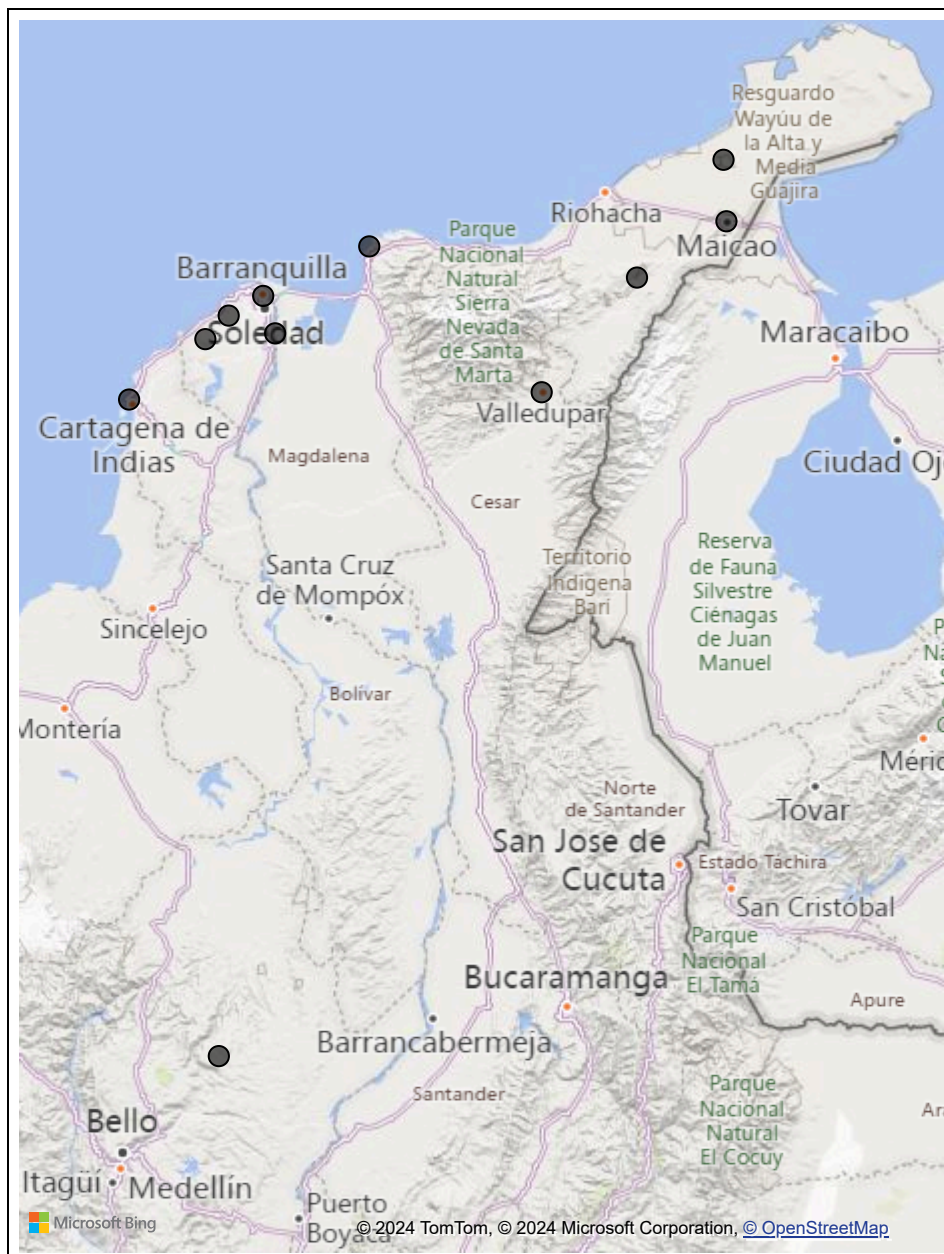 Resguardo
Wayúu de
la Alta y
Media
Guajira
Riohacha
Parque
Nacional
Natural
Sierra
Nevada
de Santa
Marta
Maicao
Barranquilla
Soledad
Maracaibo
Valledupar
Cartagena de
Indias
Magdalena
Ciudad Oj
Cesar
Reserva
de Fauna
Silvestre
Ciénagas
de Juan
Manuel
Territorio
Indigena
Bari
Santa Cruz
de Mompóx
Sincelejo
Bolívar
Montería
Méric
Norte
de Santander
Tovar
San Jose de
Cucuta
Estado Táchira
San Cristóbal
Parque
Nacional
El Tamá
Bucaramanga
Apure
Barrancabermeja
Santander
Parque
Nacional
Natural
El Cocuy
Bello
Itagüí
Medellín
Puerto
Boyacá
Microsoft Bing
© 2024 TomTom, © 2024 Microsoft Corporation, © OpenStreetMap